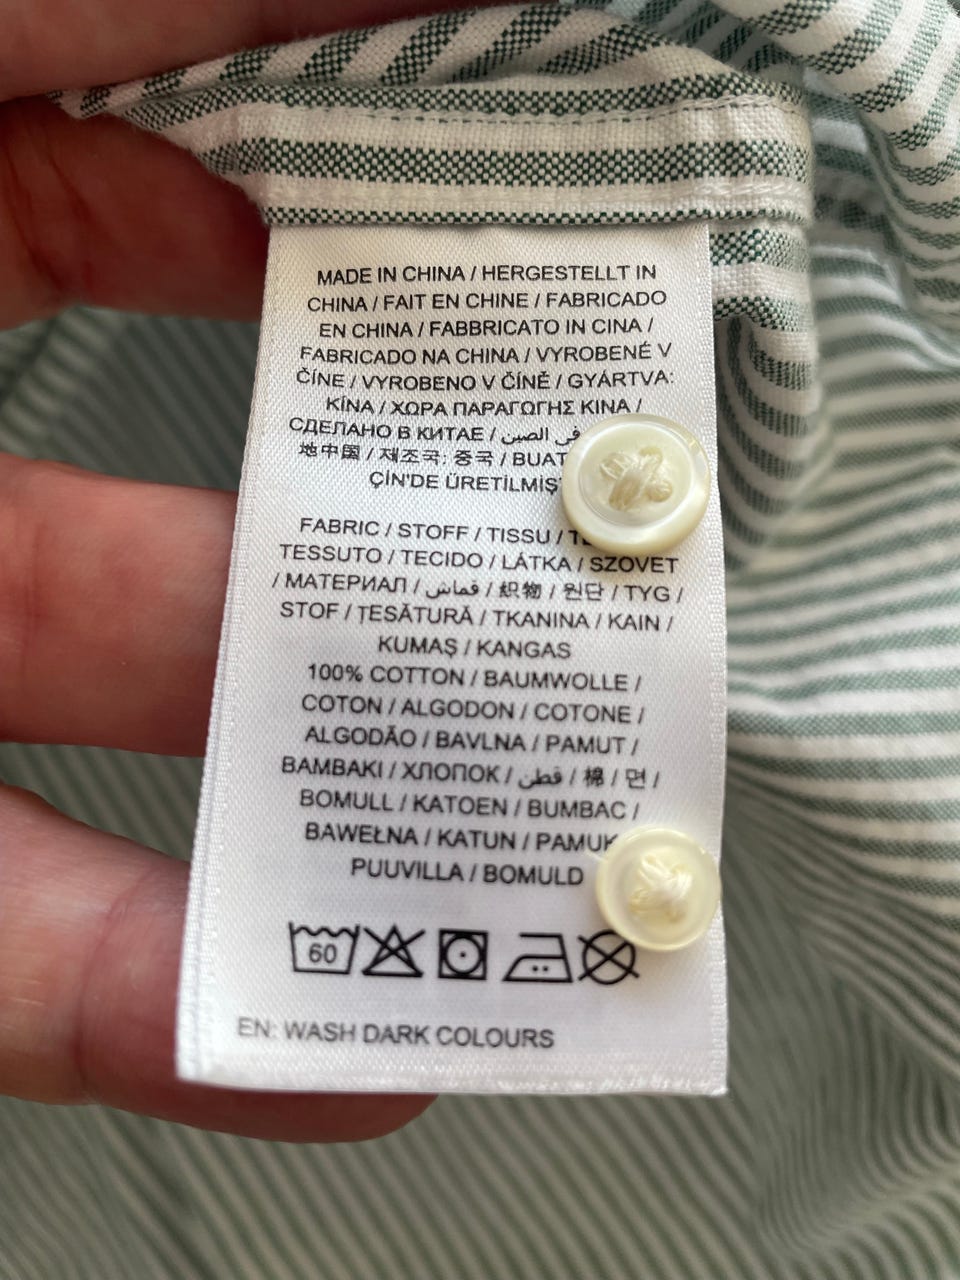 MADE IN CHINA / HERGESTELLT IN
CHINA / FAIT EN CHINE / FABRICADO
EN CHINA / FABBRICATO IN CINA /
FABRICADO NA CHINA / VYROBENÉ V
ČÍNE / VYROBENO V ČÍNĚ / GYÁRTVA:
KÍNA / ΧΩΡΑ ΠΑΡΑΓΩΓΗΣ KINA /
СДЕЛАНО В КИТАЕ / في الصين
地中国 / 제조국: 중국 / BUAT
ÇİN'DE ÜRETİLMİŞ
FABRIC / STOFF / TISSU /
TESSUTO / TECIDO / LÁTKA / SZOVET
/ МАТЕРИАЛ / قماش / 织物 / 원단 / TYG /
STOF / ȚESĂTURĂ / TKANINA / KAIN /
KUMAŞ / KANGAS
100% COTTON / BAUMWOLLE /
COTON / ALGODON / COTONE /
ALGODÃO / BAVLNA / PAMUT /
BAMBAKI / ХЛОПОК / قطن / 棉 / 면 /
BOMULL / KATOEN / BUMBAC /
BAWEŁNA / KATUN / PAMUK
PUUVILLA / BOMULD
60
EN: WASH DARK COLOURS